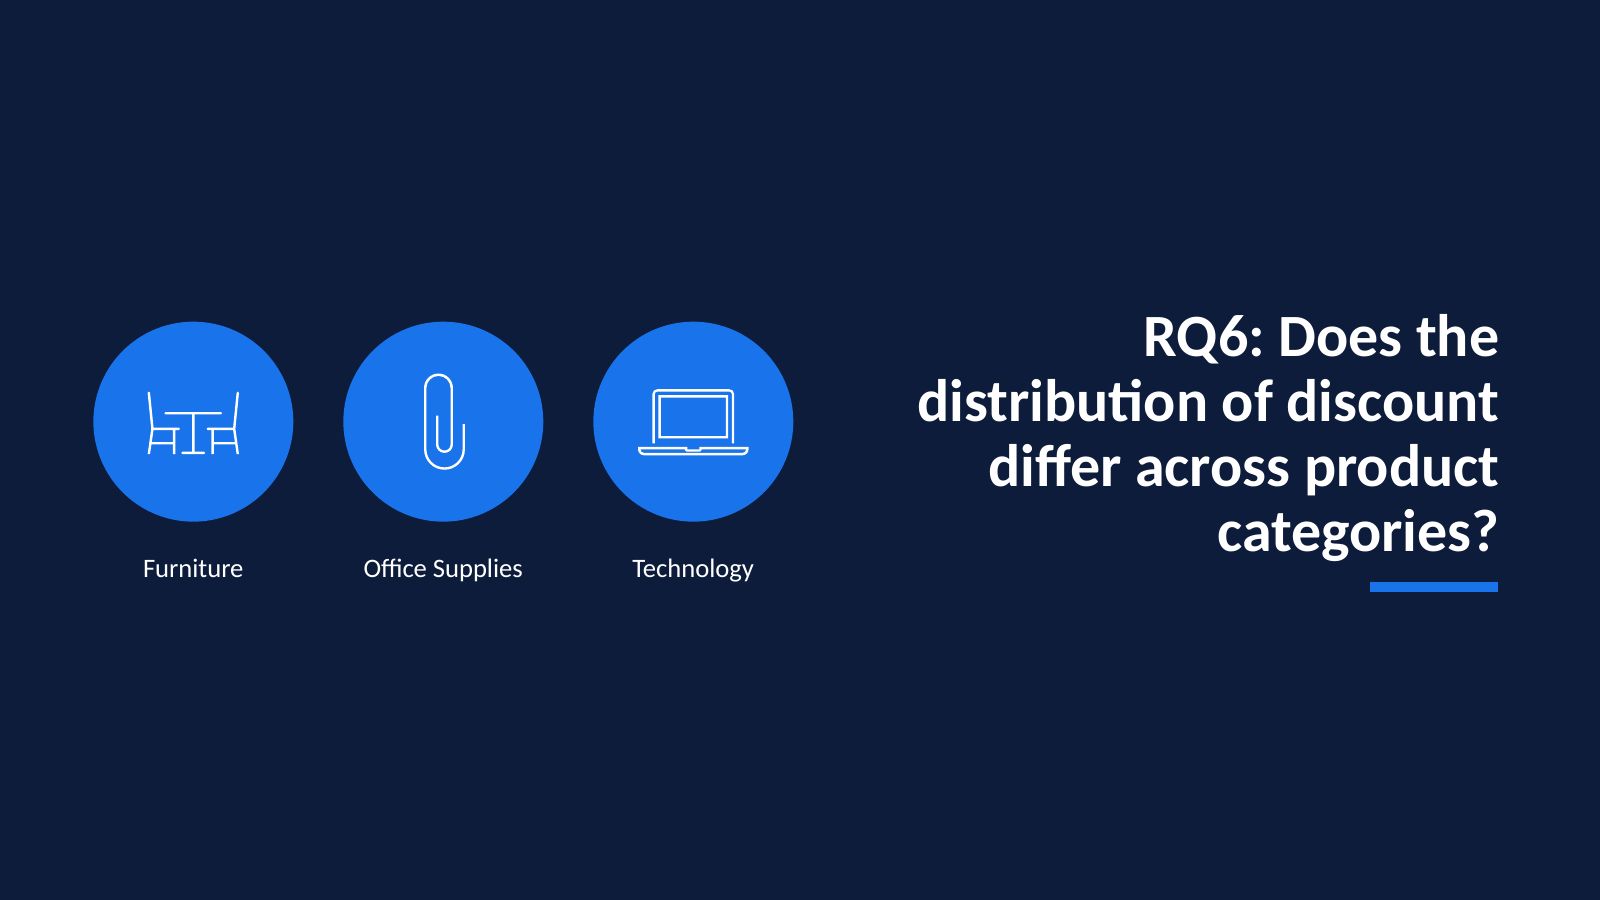 Furniture
Office Supplies
Technology
RQ6: Does the
distribution of discount
differ across product
categories?